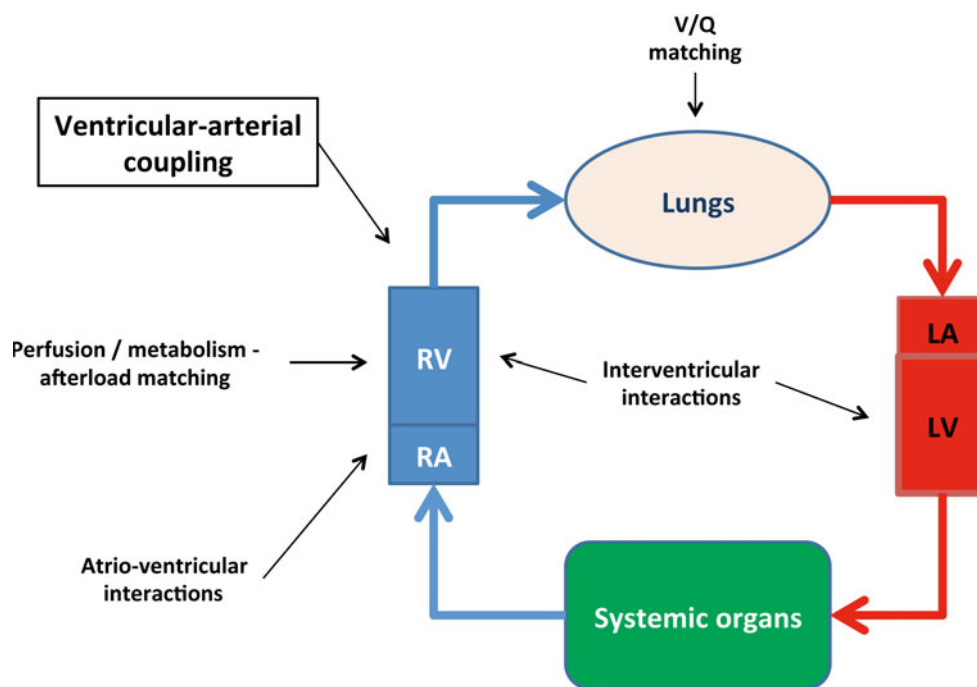 V/Q
matching
Ventricular-arterial
coupling
Lungs
Perfusion / metabolism -
afterload matching
RV
Interventricular
interactions
LA
LV
RA
Atrio-ventricular
interactions
Systemic organs